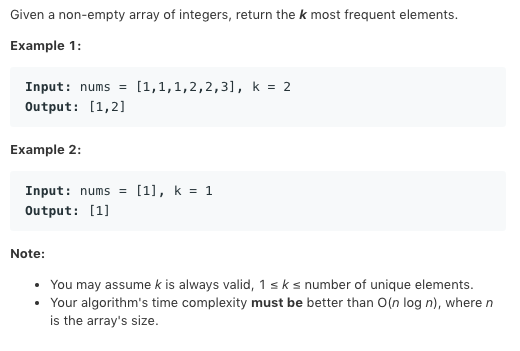 Given a non-empty array of integers, return the k most frequent elements.
Example 1:
Input: nums = [1,1,1,2,2,3], k = 2
Output: [1,2]
Example 2:
Input: nums = [1], k = 1
Output: [1]
Note:
• You may assume k is always valid, 1 ≤ k ≤ number of unique elements.
• Your algorithm's time complexity must be better than O(n log n), where n
is the array's size.